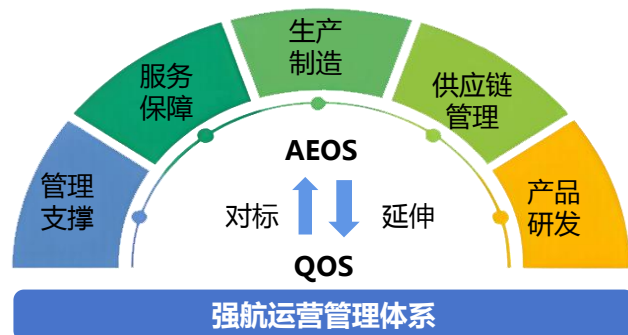 生产
制造
服务
保障
供应链
管理
管理
支撑
产品
研发
AEOS
对标
延伸
QOS
强航运营管理体系